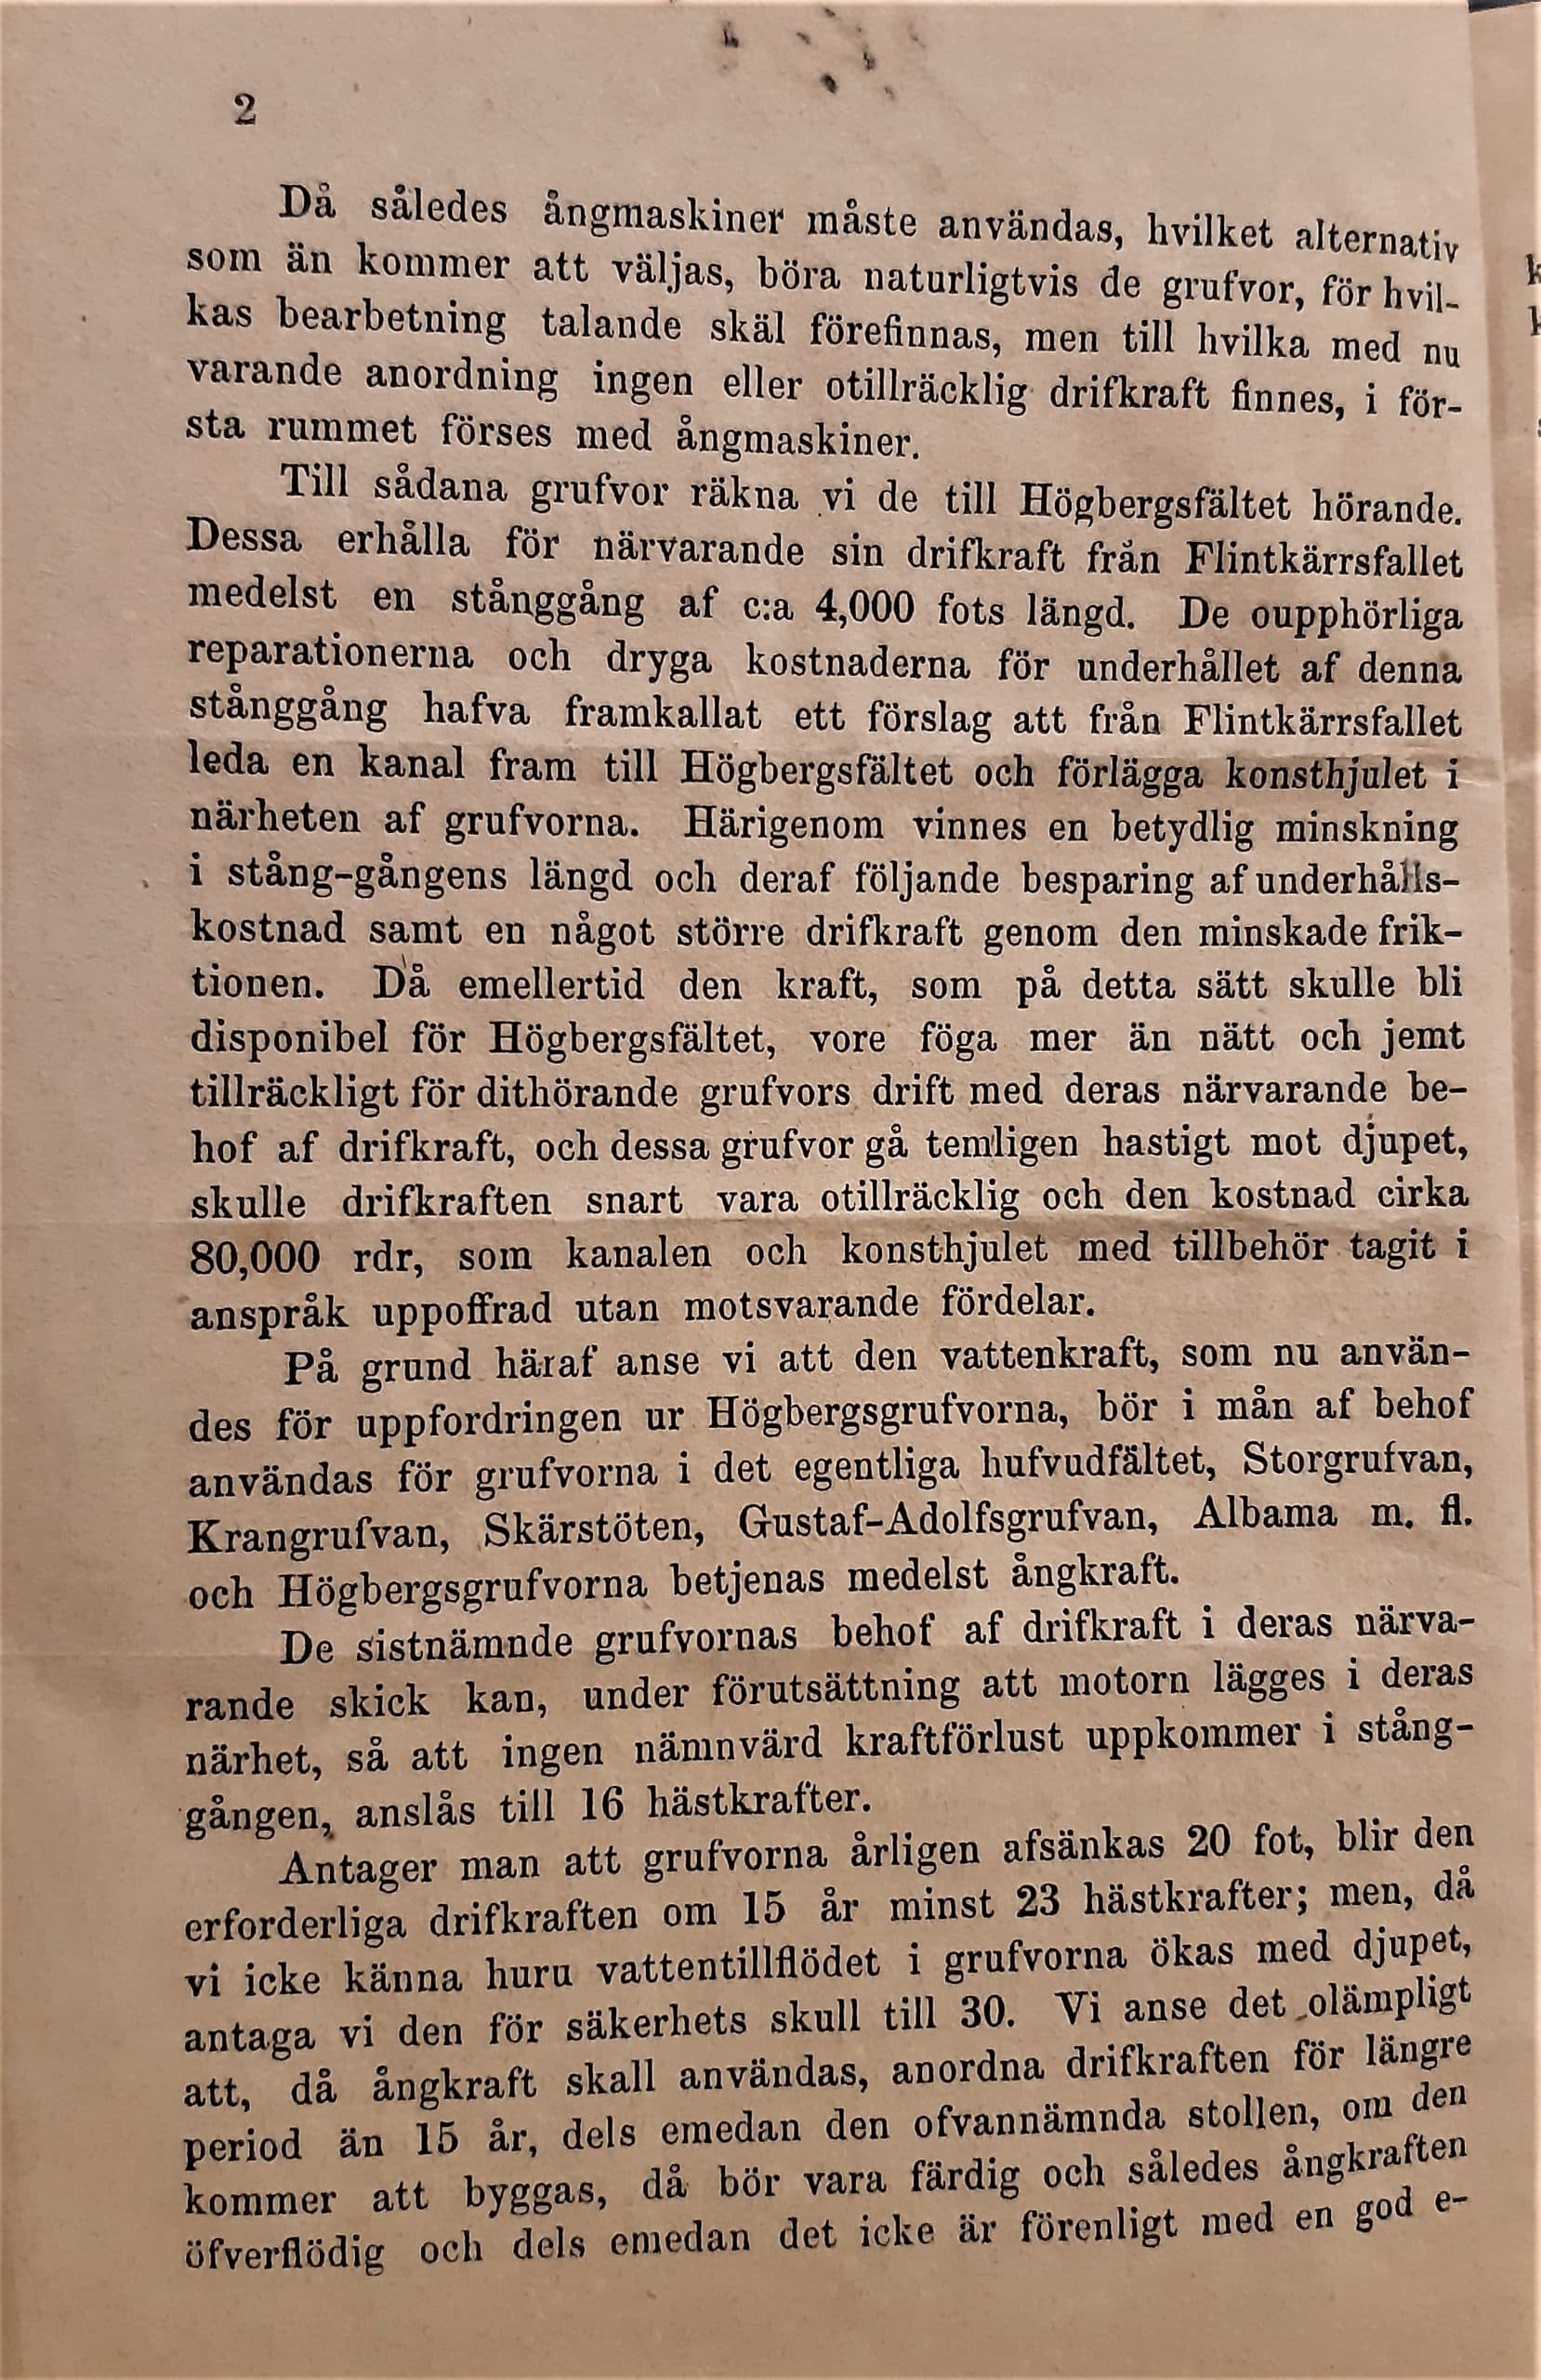 2
Då således ångmaskiner måste användas, hvilket alternativ
som än kommer att väljas, böra naturligtvis de grufvor, för hvil-
kas bearbetning talande skäl förefinnas, men till hvilka med nu
varande anordning ingen eller otillräcklig drifkraft finnes, i för-
sta rummet förses med ångmaskiner.
Till sådana grufvor räkna vi de till Högbergsfältet hörande.
Dessa erhålla för närvarande sin drifkraft från Flintkärrsfallet
medelst en stånggång af c:a 4,000 fots längd. De oupphörliga
reparationerna och dryga kostnaderna för underhållet af denna
stånggång hafva framkallat ett förslag att från Flintkärrsfallet
leda en kanal fram till Högbergsfältet och förlägga konsthjulet i
närheten af grufvorna. Härigenom vinnes en betydlig minskning
i stång-gångens längd och deraf följande besparing af underhålls-
kostnad samt en något större drifkraft genom den minskade frik-
tionen. Då emellertid den kraft, som på detta sätt skulle bli
disponibel för Högbergsfältet, vore föga mer än nätt och jemt
tillräckligt för dithörande grufvors drift med deras närvarande be-
hof af drifkraft, och dessa grufvor gå temligen hastigt mot djupet,
skulle drifkraften snart vara otillräcklig och den kostnad cirka
80,000 rdr, som kanalen och konsthjulet med tillbehör tagit i
anspråk uppoffrad utan motsvarande fördelar.
På grund häraf anse vi att den vattenkraft, som nu använ-
des för uppfordringen ur Högbergsgrufvorna, bör i mån af behof
användas för grufvorna i det egentliga hufvudfältet, Storgrufvan,
Krangrufvan, Skärstöten, Gustaf-Adolfsgrufvan, Albama m. fl.
och Högbergsgrufvorna betjenas medelst ångkraft.
De sistnämnde grufvornas behof af drifkraft i deras närva-
rande skick kan, under förutsättning att motorn lägges i deras
närhet, så att ingen nämnvärd kraftförlust uppkommer i stång-
gången, anslås till 16 hästkrafter.
Antager man att grufvorna årligen afsänkas 20 fot, blir den
erforderliga drifkraften om 15 år minst 23 hästkrafter; men, då
vi icke känna huru vattentillflödet i grufvorna ökas med djupet,
antaga vi den för säkerhets skull till 30. Vi anse det olämpligt
att, då ångkraft skall användas, anordna drifkraften för längre
period än 15 år, dels emedan den ofvannämnda stollen, om den
kommer att byggas, då bör vara färdig och således ångkraften
öfverflödig och dels emedan det icke är förenligt med en god e-